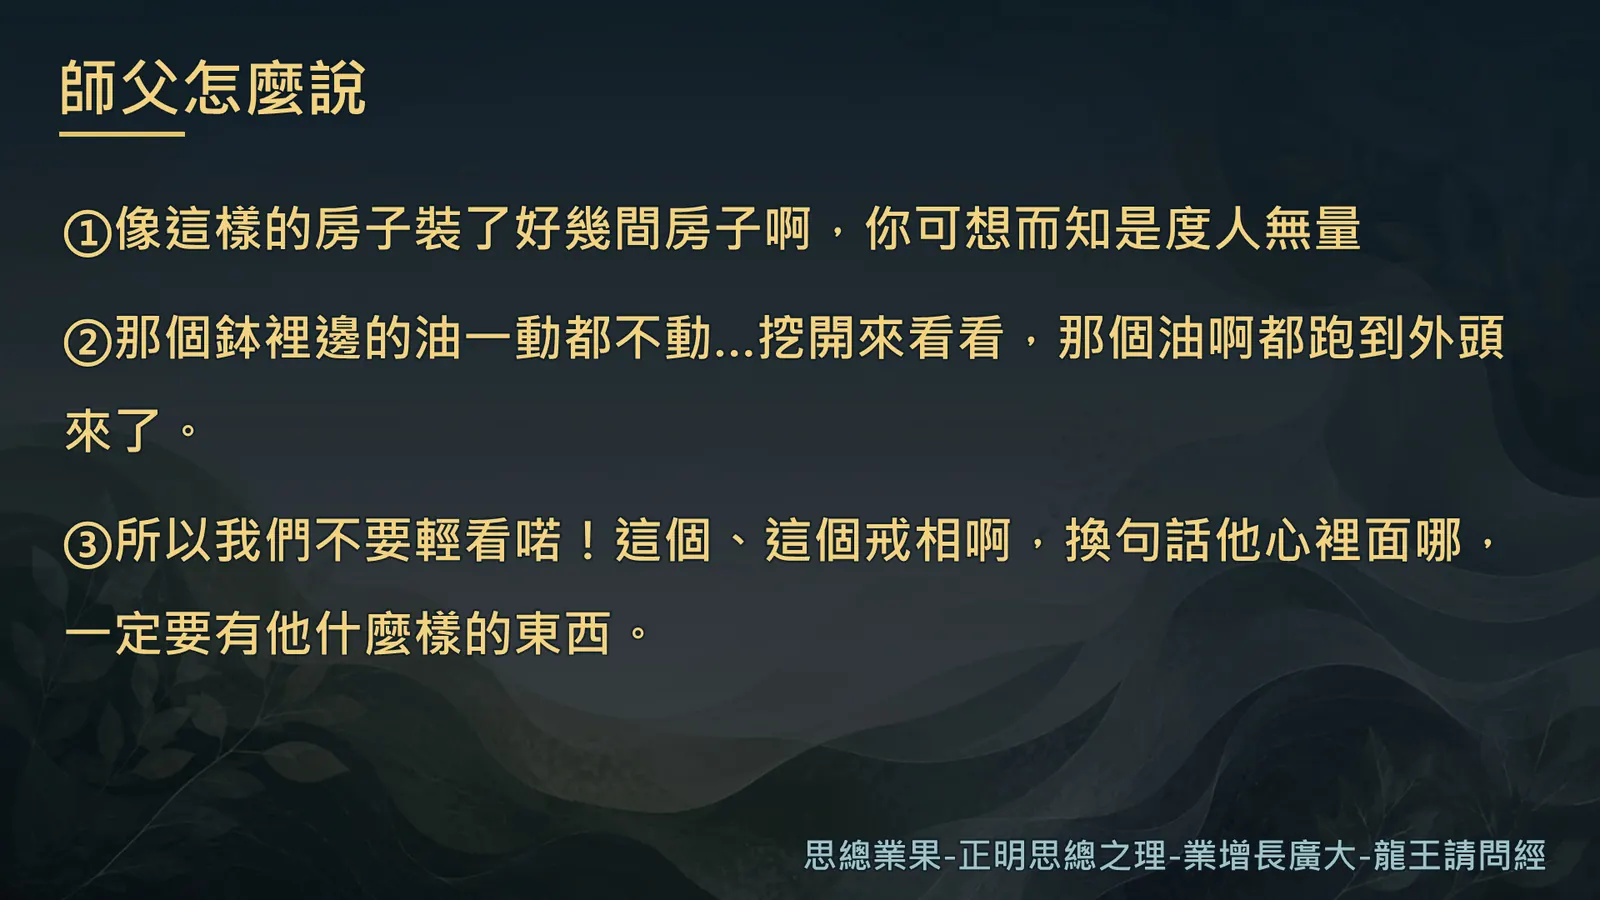 師父怎麼說
①像這樣的房子裝了好幾間房子啊，你可想而知是度人無量
②那個鉢裡邊的油一動都不動...挖開來看看，那個油啊都跑到外頭
來了。
③所以我們不要輕看喏！這個、這個戒相啊，換句話他心裡面哪，
一定要有他什麼樣的東西。
思總業果-正明思總之理-業增長廣大-龍王請問經